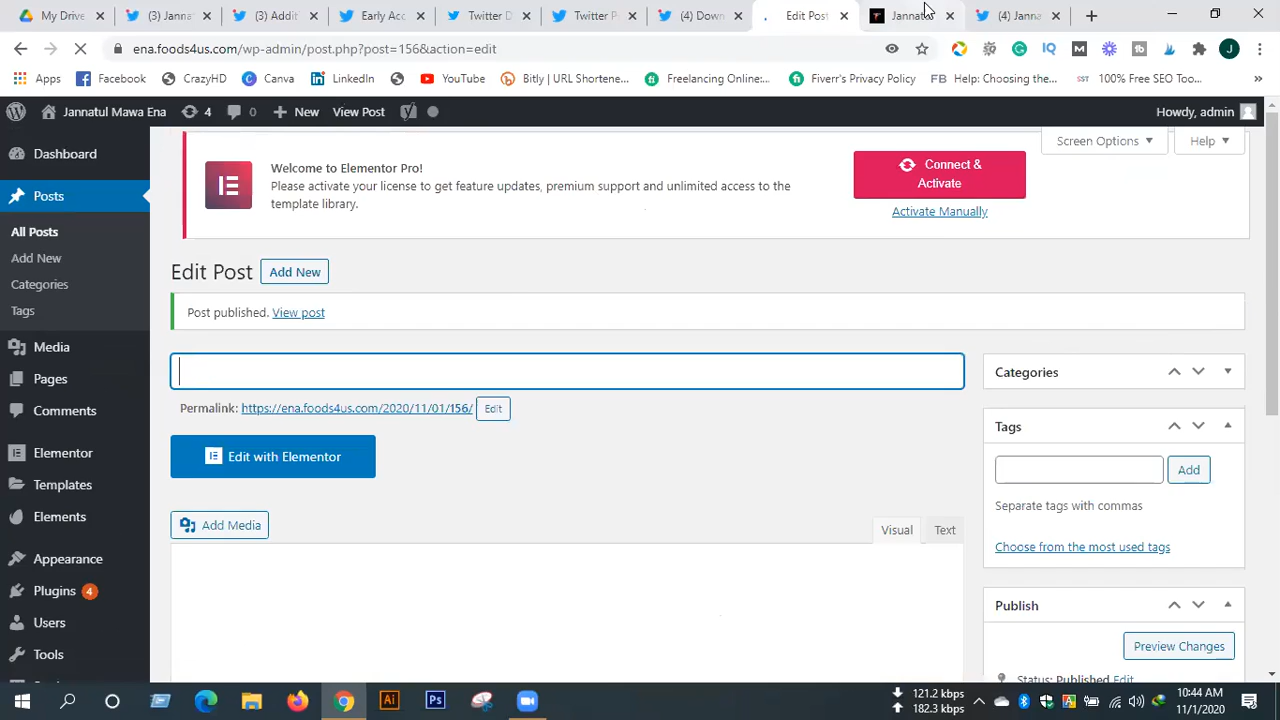 My Drive
(3) Jann
(3) Addit
Early Acc
Twitter D
Twitter P
(4) Down
Edit Post
Jannat
(4) Janna
ena.foods4us.com/wp-admin/post.php?post=156&action=edit
Apps
Facebook
CrazyHD
Canva
LinkedIn
YouTube
Bitly | URL Shortene...
Freelancing Online:...
Fiverr's Privacy Policy
FB Help: Choosing the...
100% Free SEO Too...
Jannatul Mawa Ena
4
0
New
View Post
Howdy, admin
Dashboard
Posts
All Posts
Add New
Categories
Tags
Media
Pages
Comments
Elementor
Templates
Elements
Appearance
Plugins 4
Users
Tools
Screen Options
Help
Welcome to Elementor Pro!
Please activate your license to get feature updates, premium support and unlimited access to the
template library.
Connect &
Activate
Activate Manually
Edit Post
Add New
Post published. View post
Permalink: https://ena.foods4us.com/2020/11/01/156/ Edit
Edit with Elementor
Add Media
Visual
Text
Categories
Tags
Add
Separate tags with commas
Choose from the most used tags
Publish
Preview Changes
Status: Published Edit
Ai
Ps
121.2 kbps
182.3 kbps
10:44 AM
11/1/2020